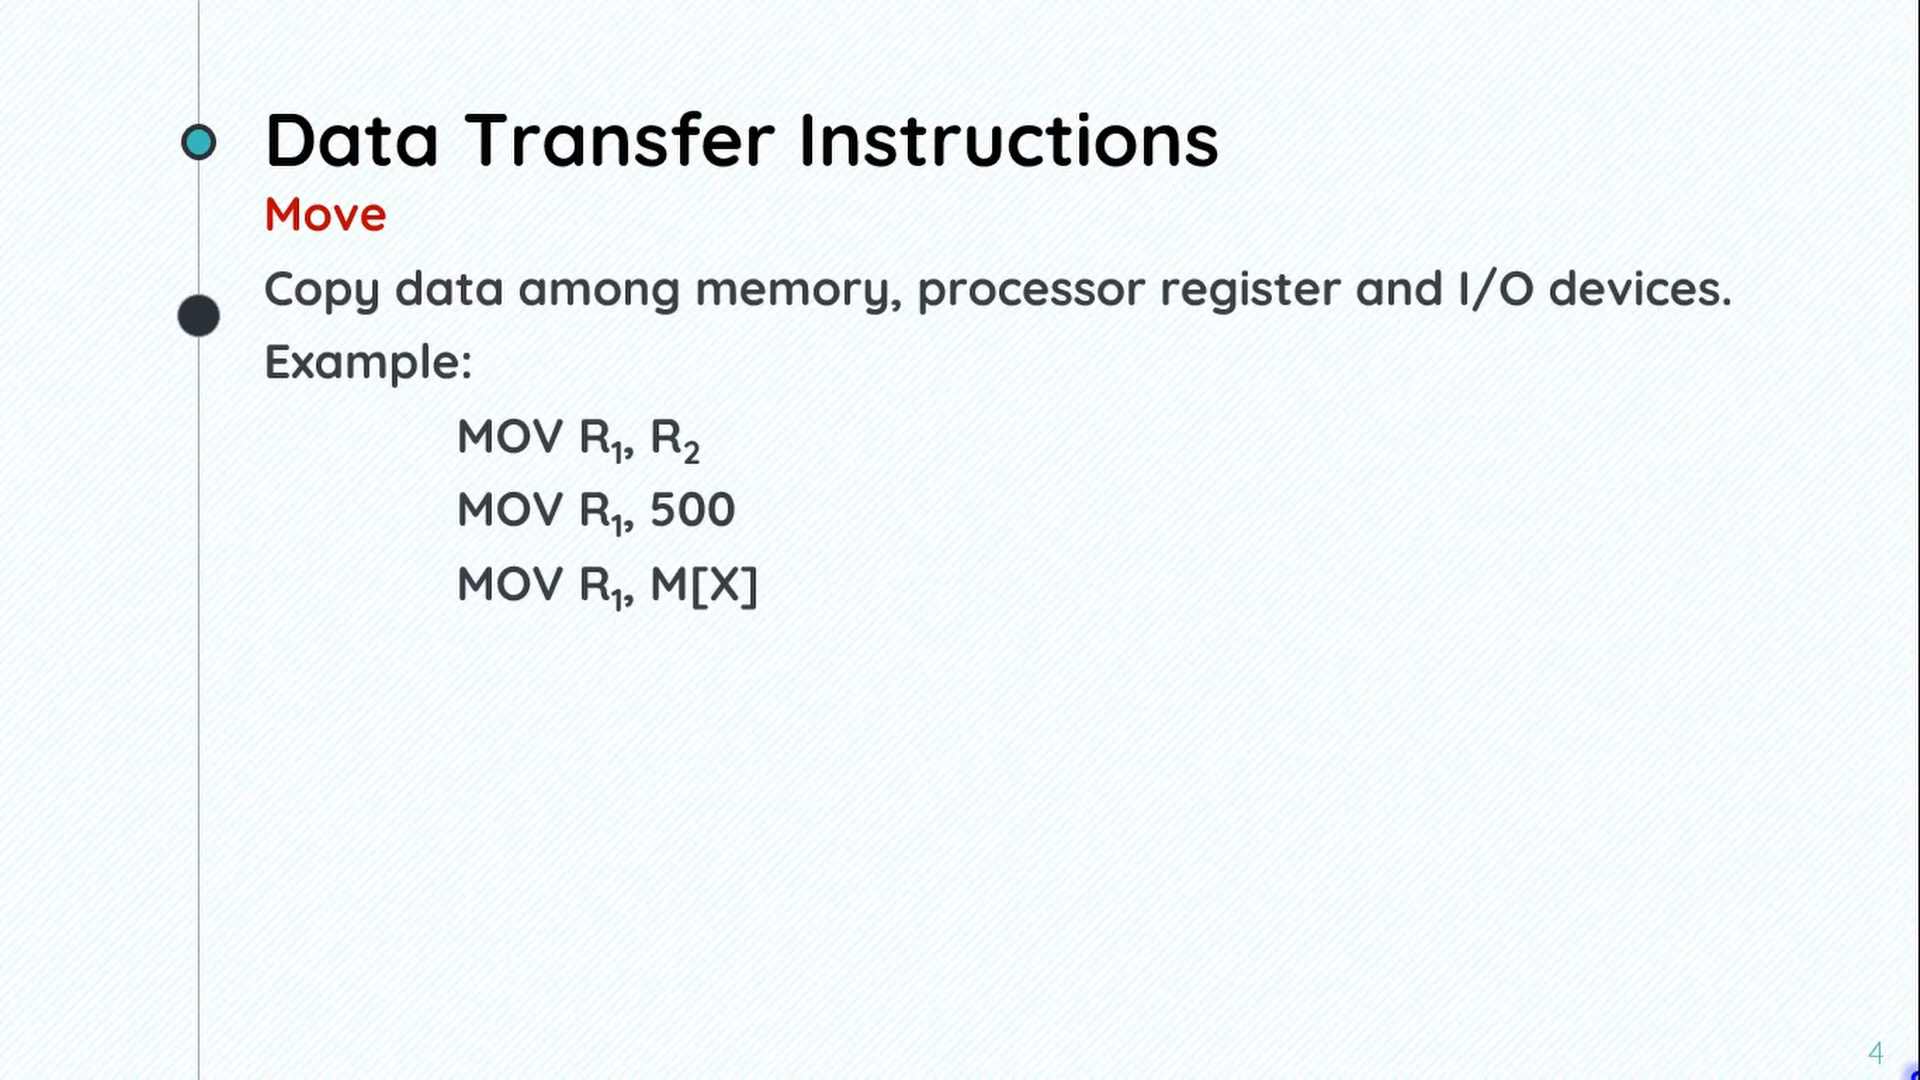 Data Transfer Instructions
Move
Copy data among memory, processor register and I/O devices.
Example:
MOV R₁, R₂
MOV R₁, 500
MOV R₁, M[X]
4